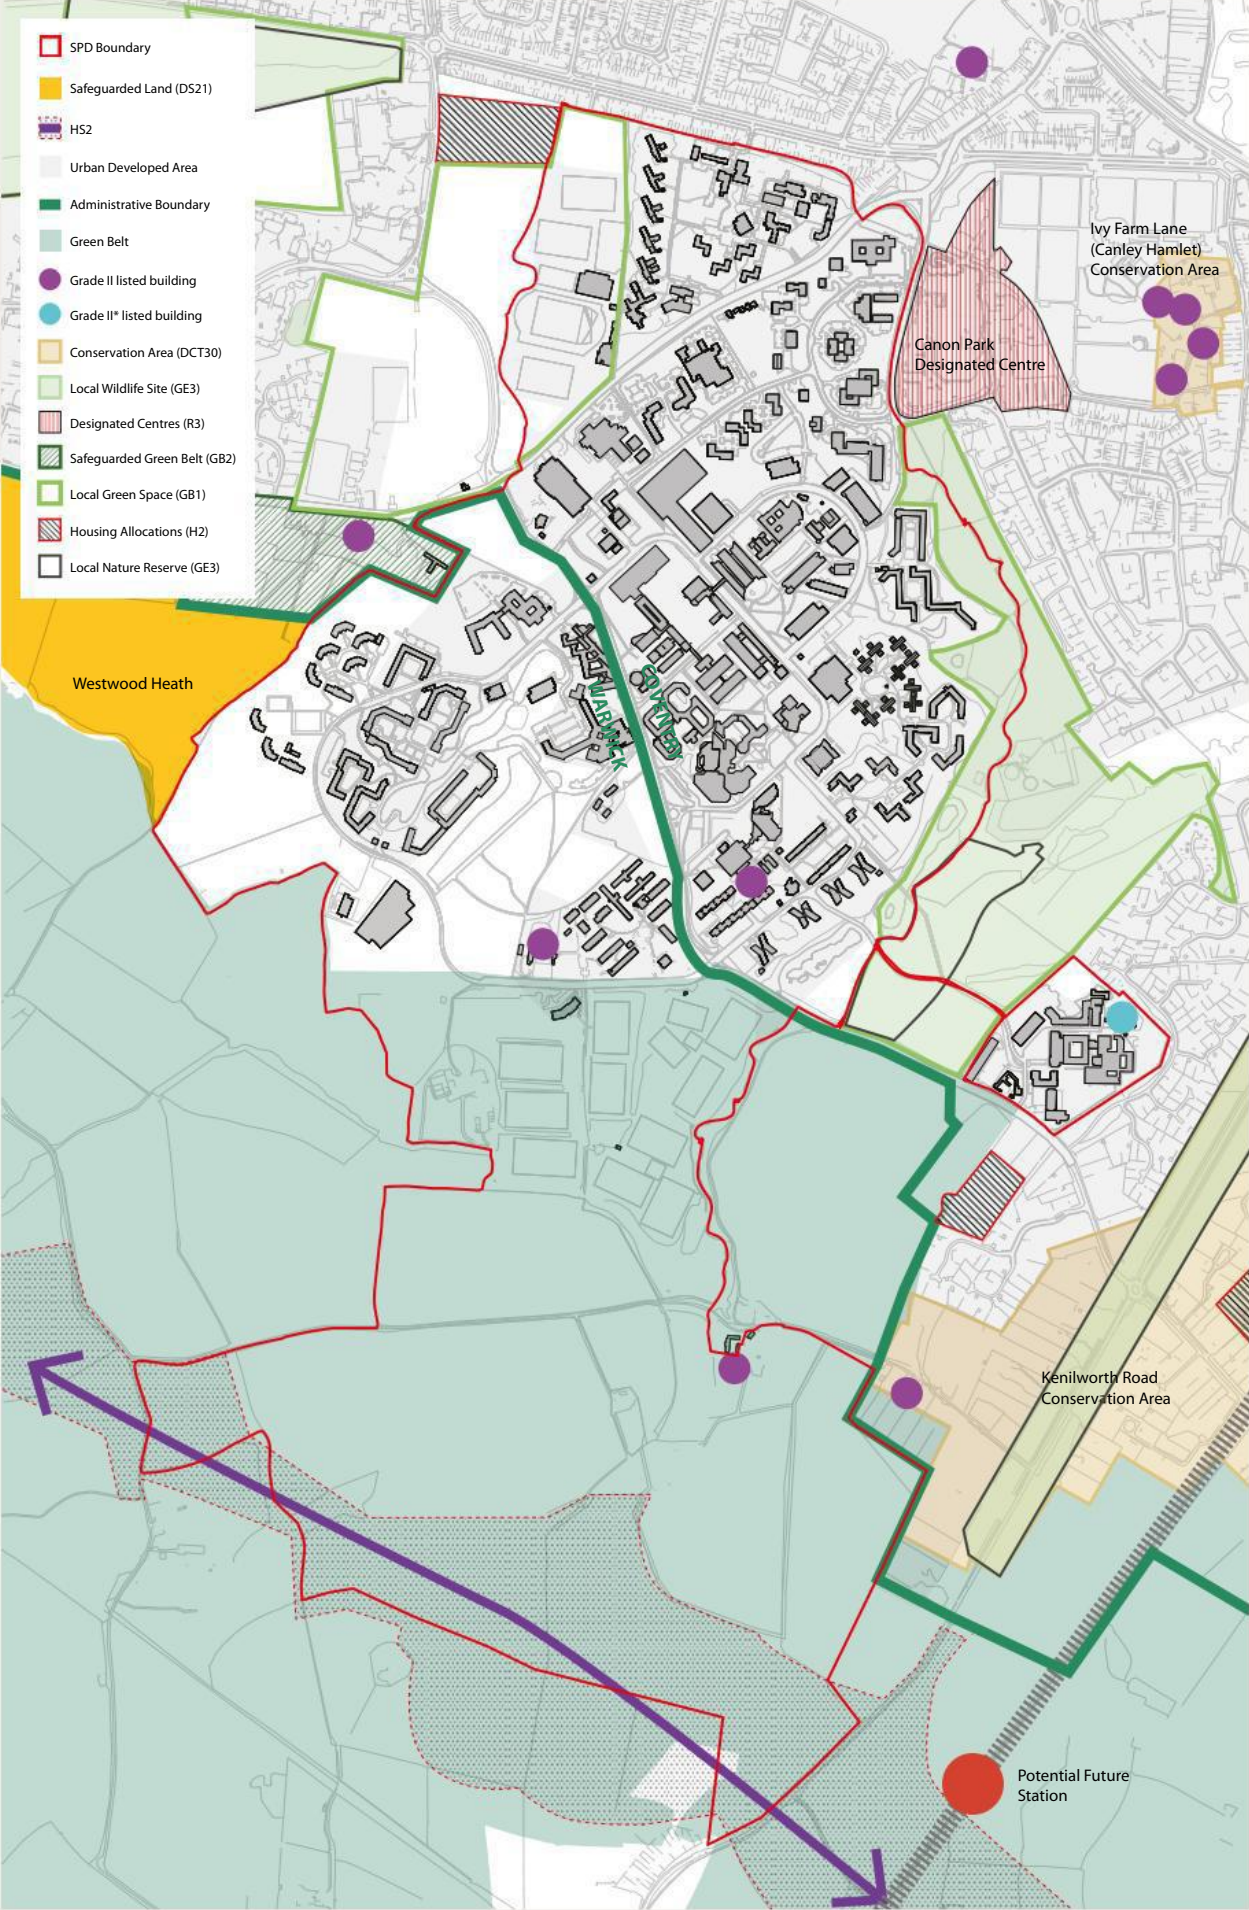 SPD Boundary
Safeguarded Land (DS21)
HS2
Urban Developed Area
Administrative Boundary
Green Belt
Grade II listed building
Grade II* listed building
Conservation Area (DCT30)
Local Wildlife Site (GE3)
Designated Centres (R3)
Safeguarded Green Belt (GB2)
Local Green Space (GB1)
Housing Allocations (H2)
Local Nature Reserve (GE3)
Ivy Farm Lane
(Canley Hamlet)
Conservation Area
Canon Park
Designated Centre
Westwood Heath
COVENTRY
WARWICK
Kenilworth Road
Conservation Area
Potential Future
Station